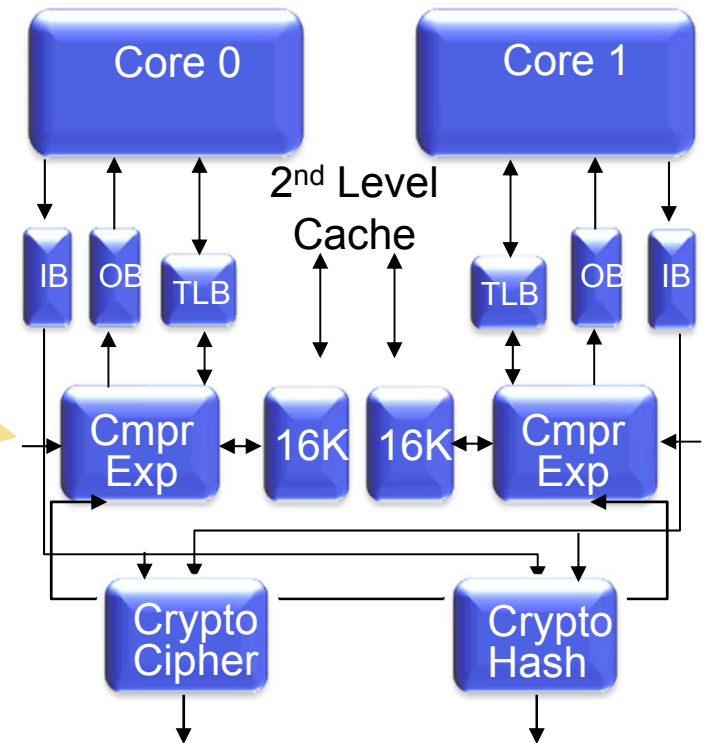 Core 0
Core 1
2nd Level
Cache
IB
OB
TLB
TLB
OB
IB
Cmpr
Exp
16K
16K
Cmpr
Exp
Crypto
Cipher
Crypto
Hash